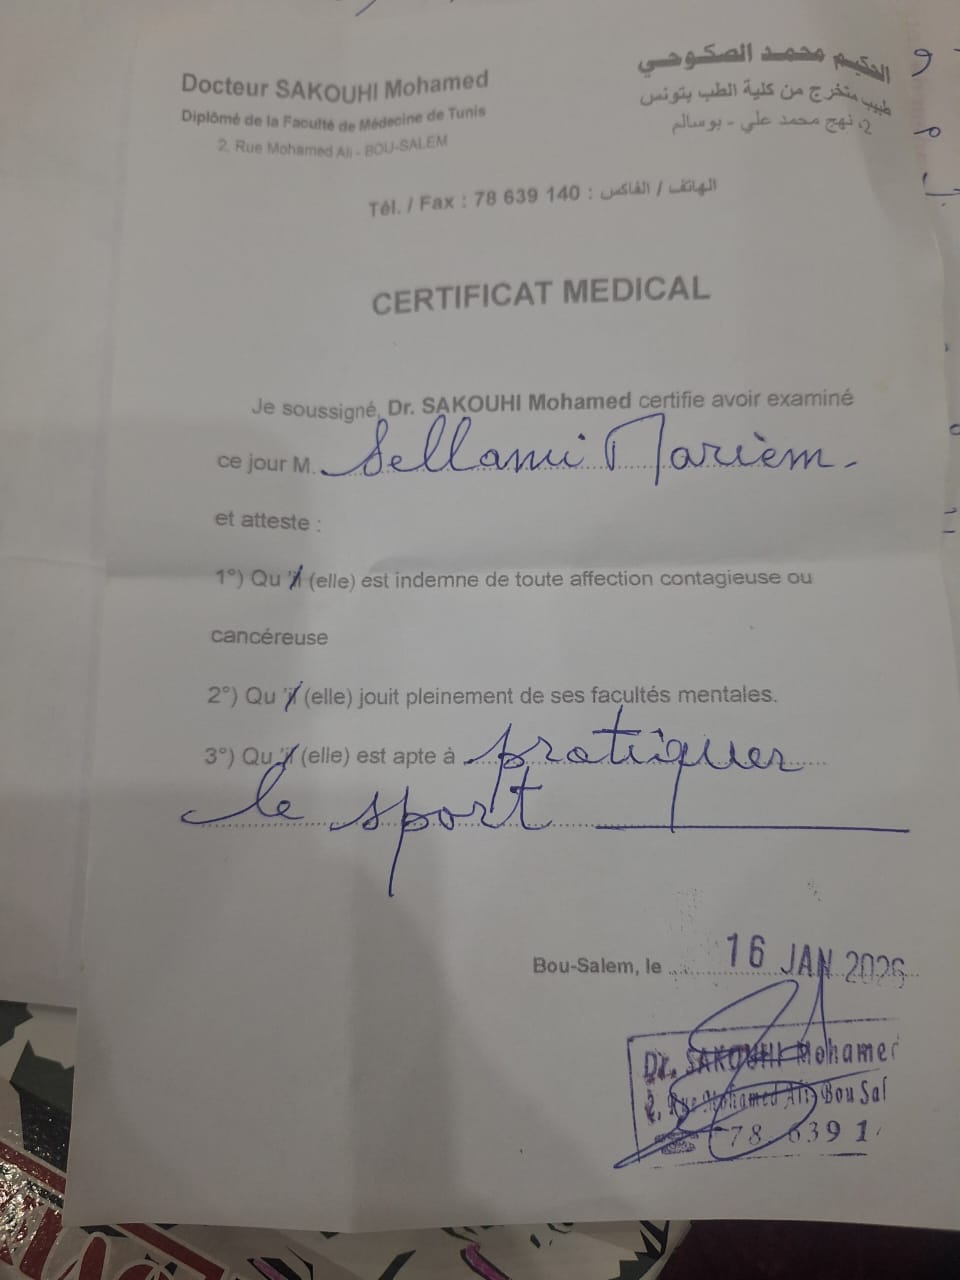 Docteur SAKOUHI Mohamed
Diplômé de la Faculté de Médecine de Tunis
2, Rue Mohamed Ali - BOU-SALEM
الحكيم محمد الصكوحي
طبيب متخرج من كلية الطب بتونس
2، نهج محمد علي - بوسالم
Tél. / Fax : 78 639 140 : الهاتف / الفاكس
CERTIFICAT MEDICAL
Je soussigné, Dr. SAKOUHI Mohamed certifie avoir examiné
ce jour M. Sellami Marièm.
et atteste :
1°) Qu'il (elle) est indemne de toute affection contagieuse ou
cancéreuse
2°) Qu'il (elle) jouit pleinement de ses facultés mentales.
3°) Qu'il (elle) est apte à pratiquer
le sport
Bou-Salem, le 16 JAN 2026
Dr. SAKOUHI Mohamed
2, Rue Mohamed Ali Bou Sal
78 639 1